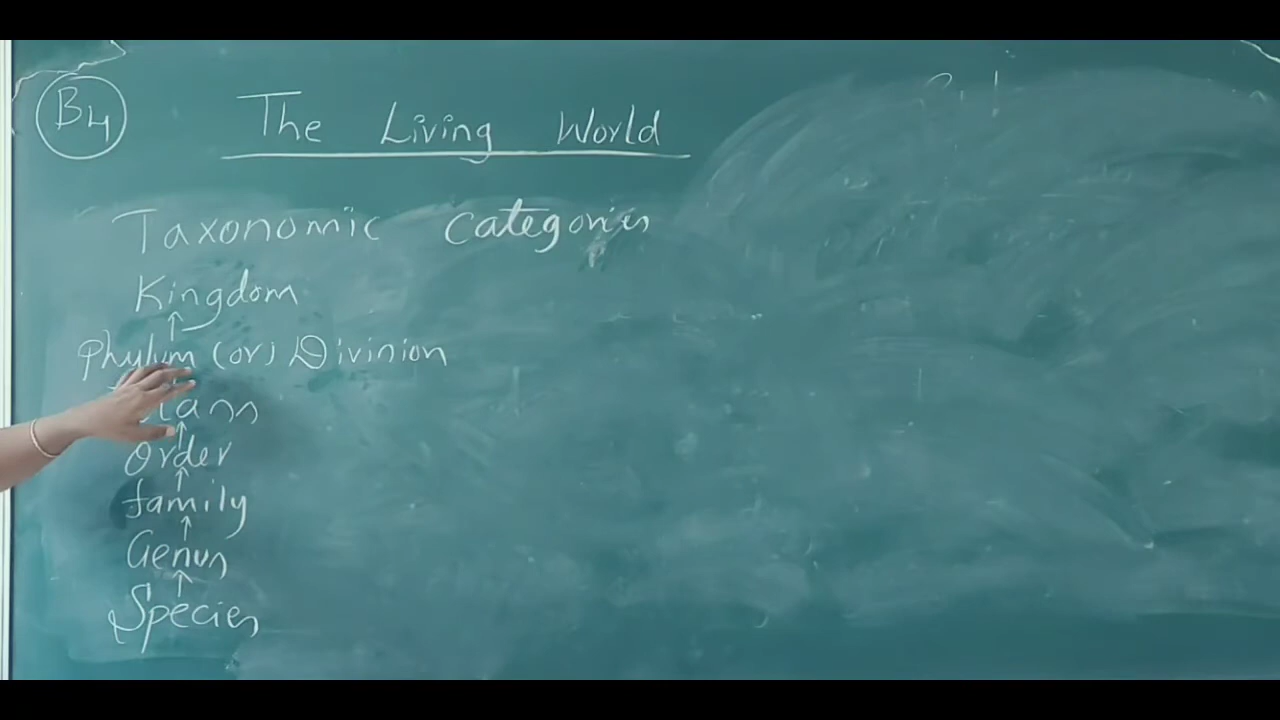 B4
The Living World
Taxonomic categories
Kingdom
↑
Phylum (or) Division
Class
↑
Order
↑
family
↑
Genus
↑
Species